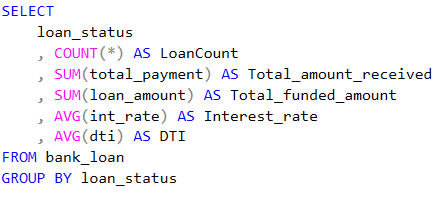 SELECT
loan_status
, COUNT(*) AS LoanCount
, SUM(total_payment) AS Total_amount_received
, SUM(loan_amount) AS Total_funded_amount
, AVG(int_rate) AS Interest_rate
, AVG(dti) AS DTI
FROM bank_loan
GROUP BY loan_status